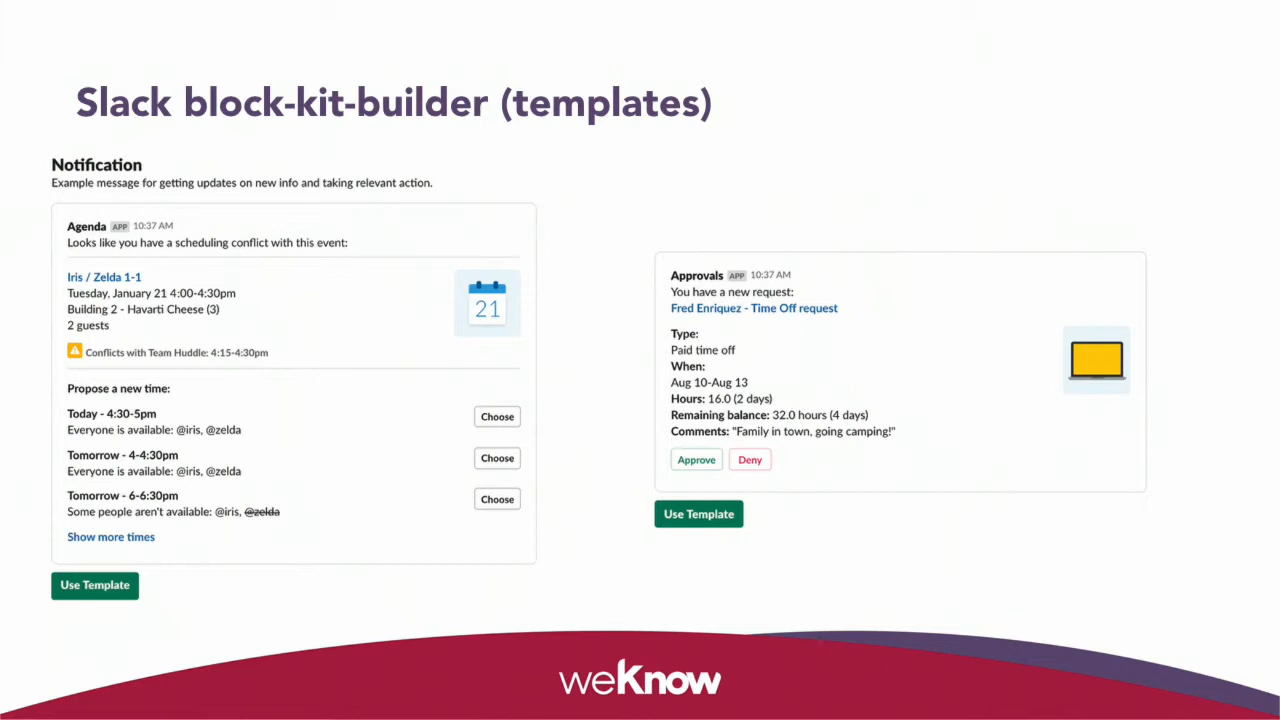 Slack block-kit-builder (templates)
Notification
Example message for getting updates on new info and taking relevant action.
Agenda APP 10:37 AM
Looks like you have a scheduling conflict with this event:
Iris / Zelda 1-1
Tuesday, January 21 4:00-4:30pm
Building 2 - Havarti Cheese (3)
2 guests
21
Conflicts with Team Huddle: 4:15-4:30pm
Propose a new time:
Today - 4:30-5pm
Everyone is available: @iris, @zelda
Choose
Tomorrow - 4-4:30pm
Everyone is available: @iris, @zelda
Choose
Tomorrow - 6-6:30pm
Some people aren't available: @iris, @zelda
Choose
Show more times
Use Template
Approvals APP 10:37 AM
You have a new request:
Fred Enriquez - Time Off request
Type:
Paid time off
When:
Aug 10-Aug 13
Hours: 16.0 (2 days)
Remaining balance: 32.0 hours (4 days)
Comments: "Family in town, going camping!"
Approve Deny
Use Template
weKnow